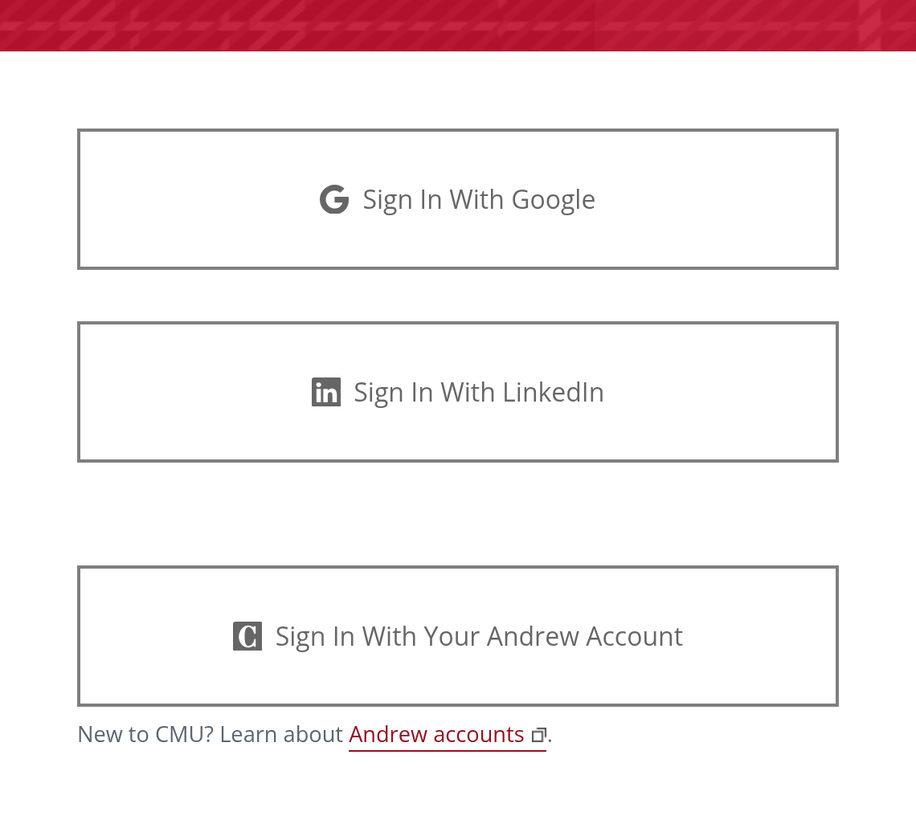 Sign In With Google
Sign In With LinkedIn
Sign In With Your Andrew Account
New to CMU? Learn about Andrew accounts.